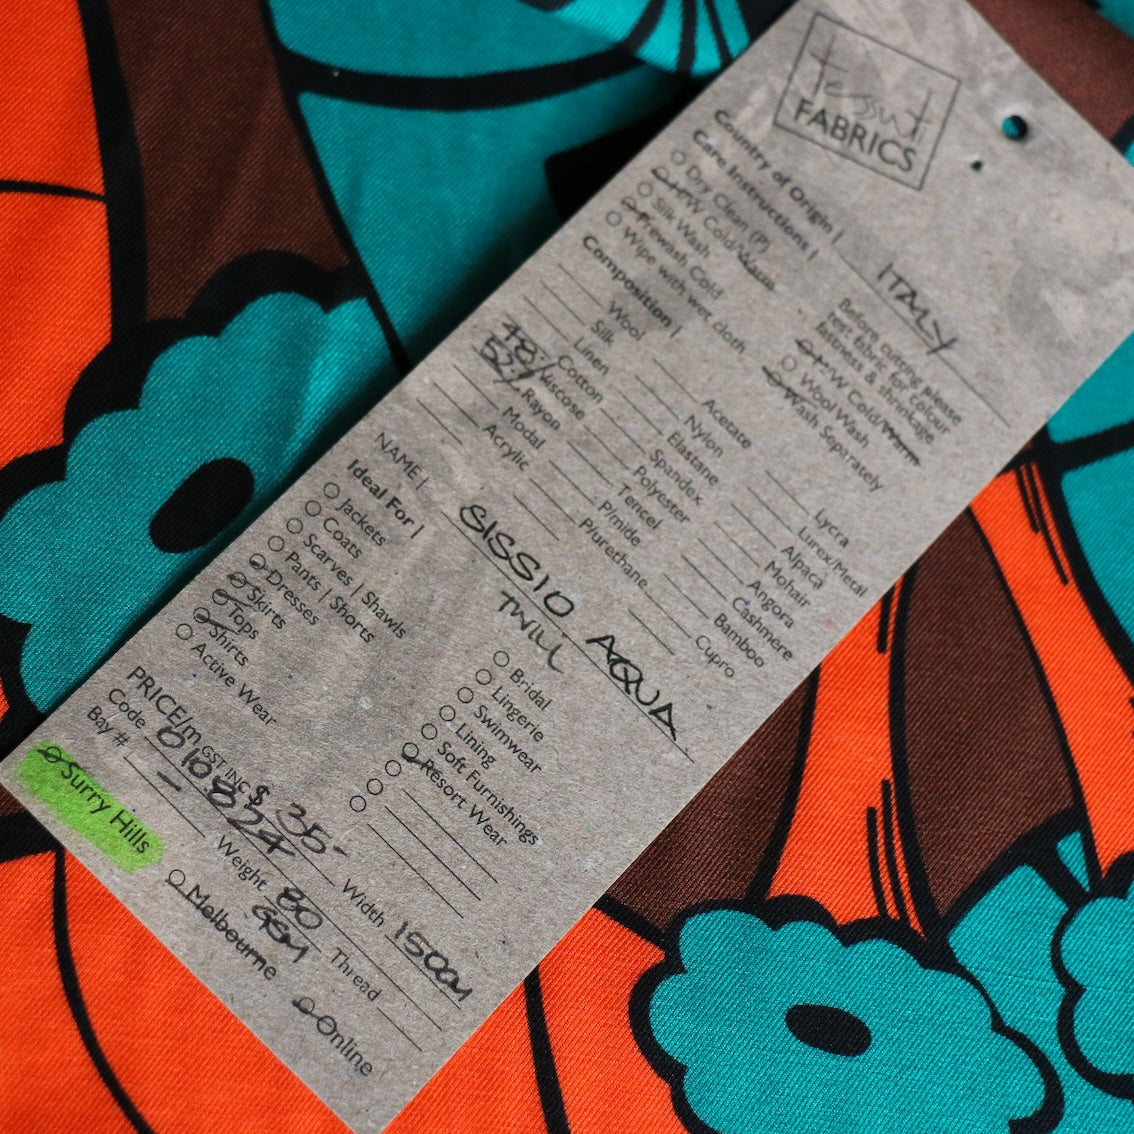 Tessuti
FABRICS
Country of Origin | ITALY
Care Instructions |
Dry Clean (P)
H/W Cold/Warm
Silk Wash
Prewash Cold
Wipe with wet cloth
Before cutting please
test fabric for colour
fastness & shrinkage
H/W Cold/Warm
Wool Wash
Wash Separately
Composition |
Wool
Silk
Linen
Cotton
48% Viscose
52% Rayon
Modal
Acrylic
Acetate
Nylon
Elastane
Spandex
Polyester
Tencel
P/mide
P/urethane
Lycra
Lurex/Metal
Alpaca
Mohair
Angora
Cashmere
Bamboo
Cupro
NAME | SISSIO AQUA
TWILL
Ideal For |
Jackets
Coats
Scarves | Shawls
Pants | Shorts
Dresses
Skirts
Tops
Shirts
Active Wear
Bridal
Lingerie
Swimwear
Lining
Soft Furnishings
Resort Wear
PRICE/m GST INC $ 35-
Code 010824 Width 150CM
Bay # - Weight 80 GSM Thread
Surry Hills
Melbourne
Online